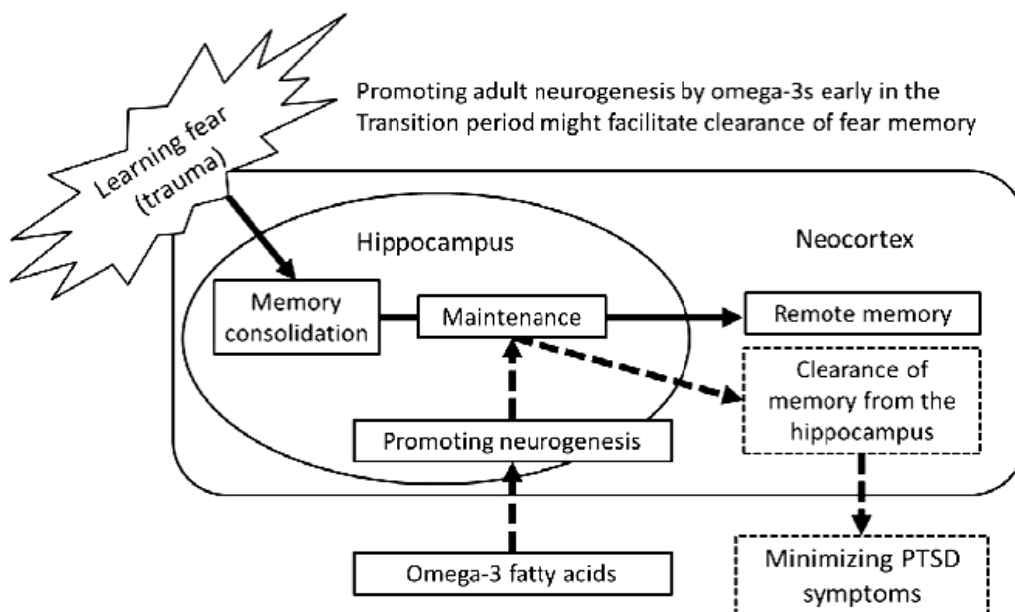 Learning fear
(trauma)
Promoting adult neurogenesis by omega-3s early in the
Transition period might facilitate clearance of fear memory
Hippocampus
Neocortex
Memory
consolidation
Maintenance
Remote memory
Clearance of
memory from the
hippocampus
Promoting neurogenesis
Omega-3 fatty acids
Minimizing PTSD
symptoms